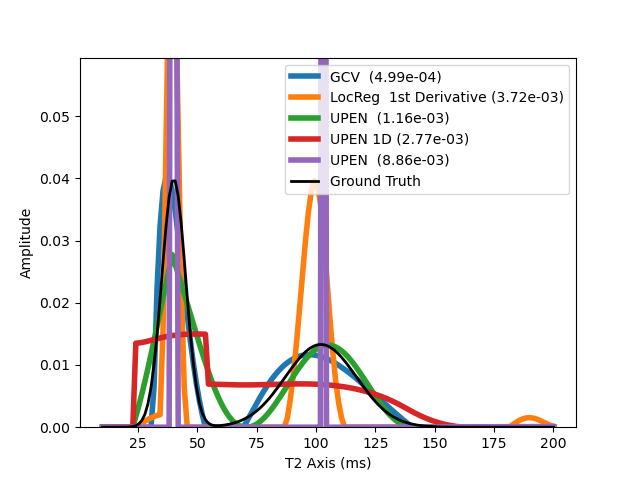 GCV (4.99e-04)
LocReg 1st Derivative (3.72e-03)
UPEN (1.16e-03)
UPEN 1D (2.77e-03)
UPEN (8.86e-03)
Ground Truth
0.05
0.04
0.03
0.02
0.01
0.00
Amplitude
25 50 75 100 125 150 175 200
T2 Axis (ms)